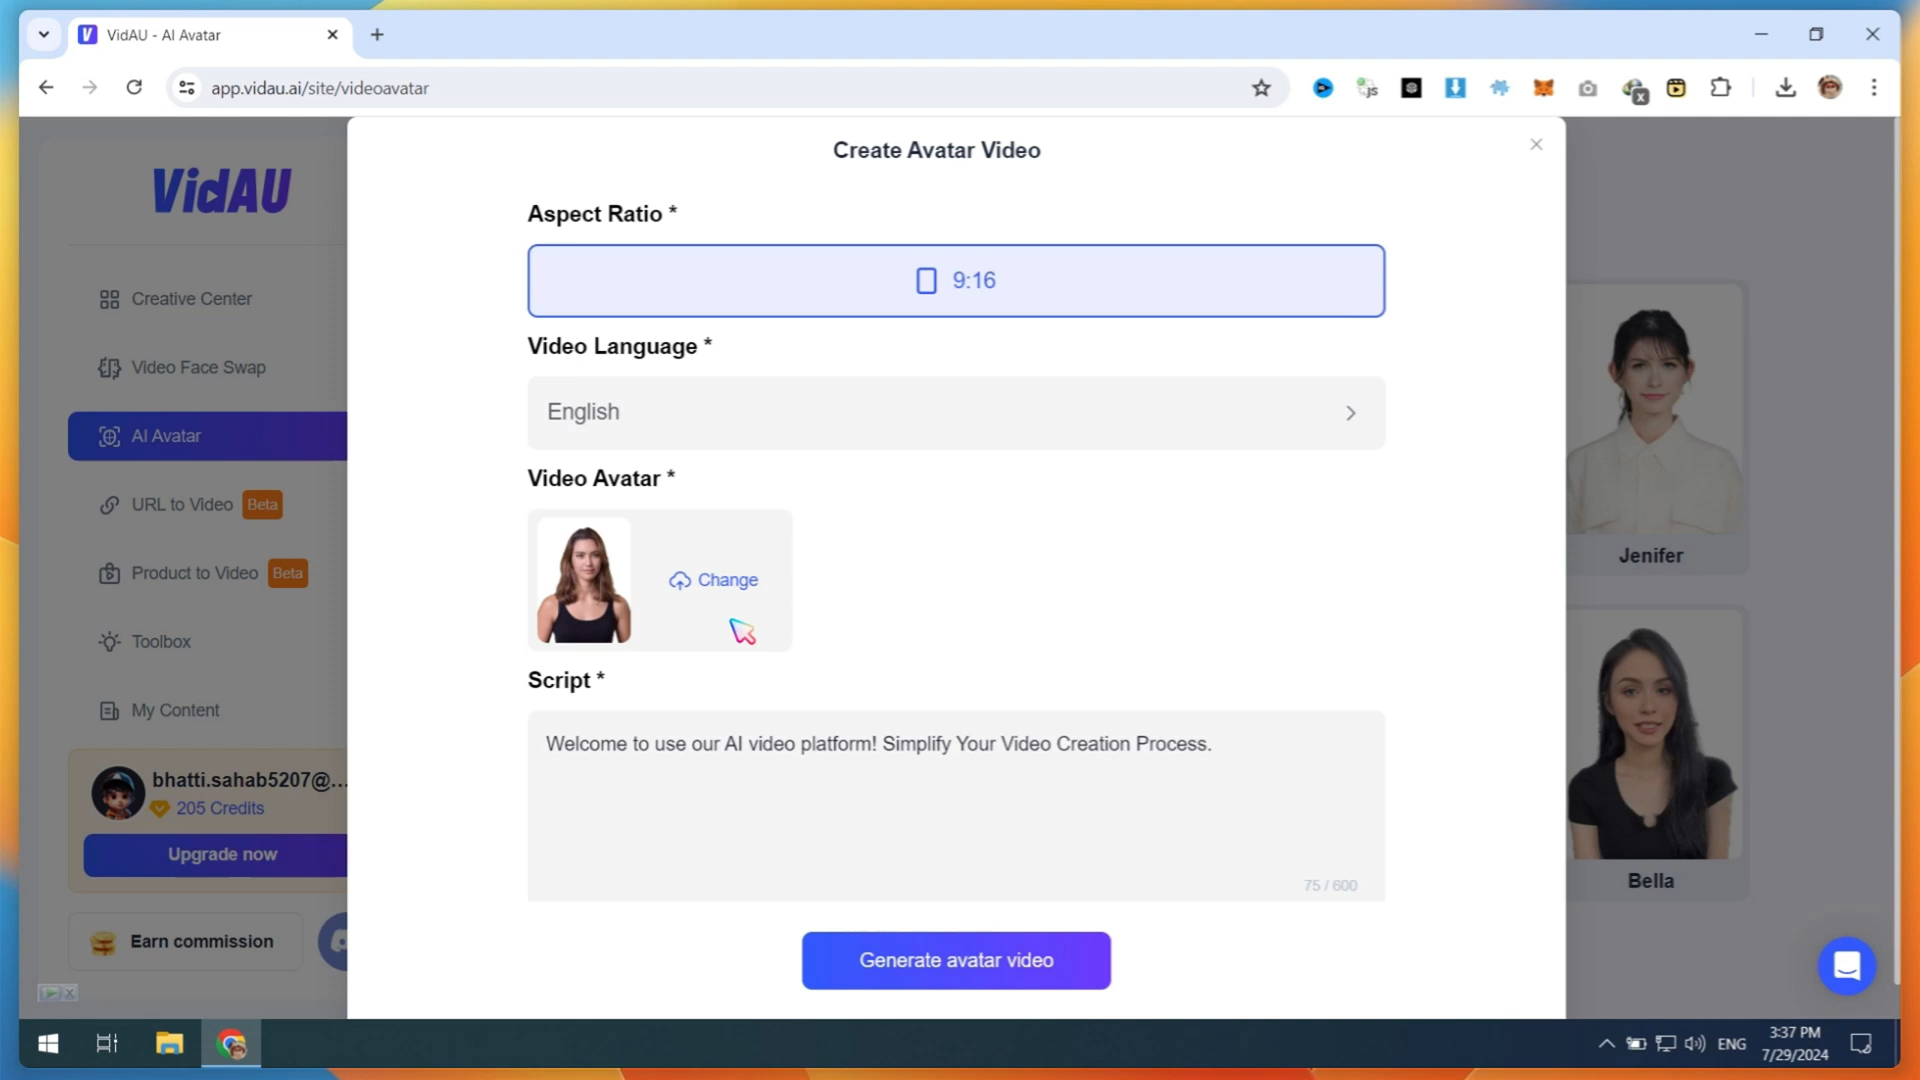 VidAU - AI Avatar
app.vidau.ai/site/videoavatar
js
x
VidAU
Creative Center
Video Face Swap
AI Avatar
URL to Video Beta
Product to Video Beta
Toolbox
My Content
bhatti.sahab5207@...
205 Credits
Upgrade now
Earn commission
Create Avatar Video
Aspect Ratio *
9:16
Video Language *
English
Video Avatar *
Change
Script *
Welcome to use our AI video platform! Simplify Your Video Creation Process.
75 / 600
Generate avatar video
Jenifer
Bella
ENG
3:37 PM
7/29/2024